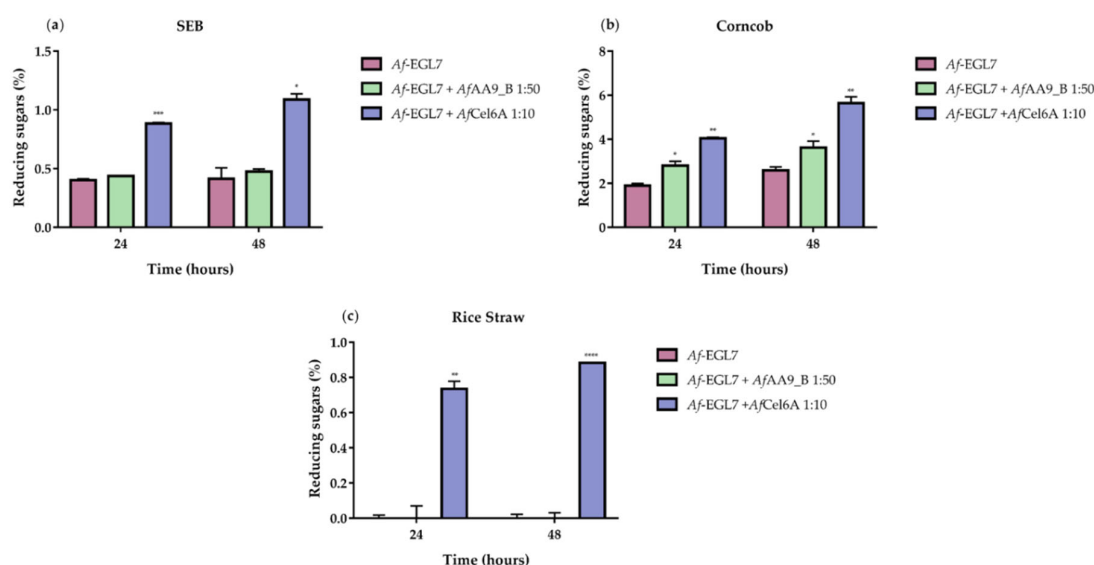 (a)
SEB
Reducing sugars (%)
1.5
1.0
0.5
0.0
***
*
24
48
Time (hours)
Af-EGL7
Af-EGL7 + AfAA9_B 1:50
Af-EGL7 + AfCel6A 1:10
(b)
Corncob
Reducing sugars (%)
8
6
4
2
0
*
**
*
**
24
48
Time (hours)
Af-EGL7
Af-EGL7 + AfAA9_B 1:50
Af-EGL7 +AfCel6A 1:10
(c)
Rice Straw
Reducing sugars (%)
1.0
0.8
0.6
0.4
0.2
0.0
**
****
24
48
Time (hours)
Af-EGL7
Af-EGL7 + AfAA9_B 1:50
Af-EGL7 +AfCel6A 1:10